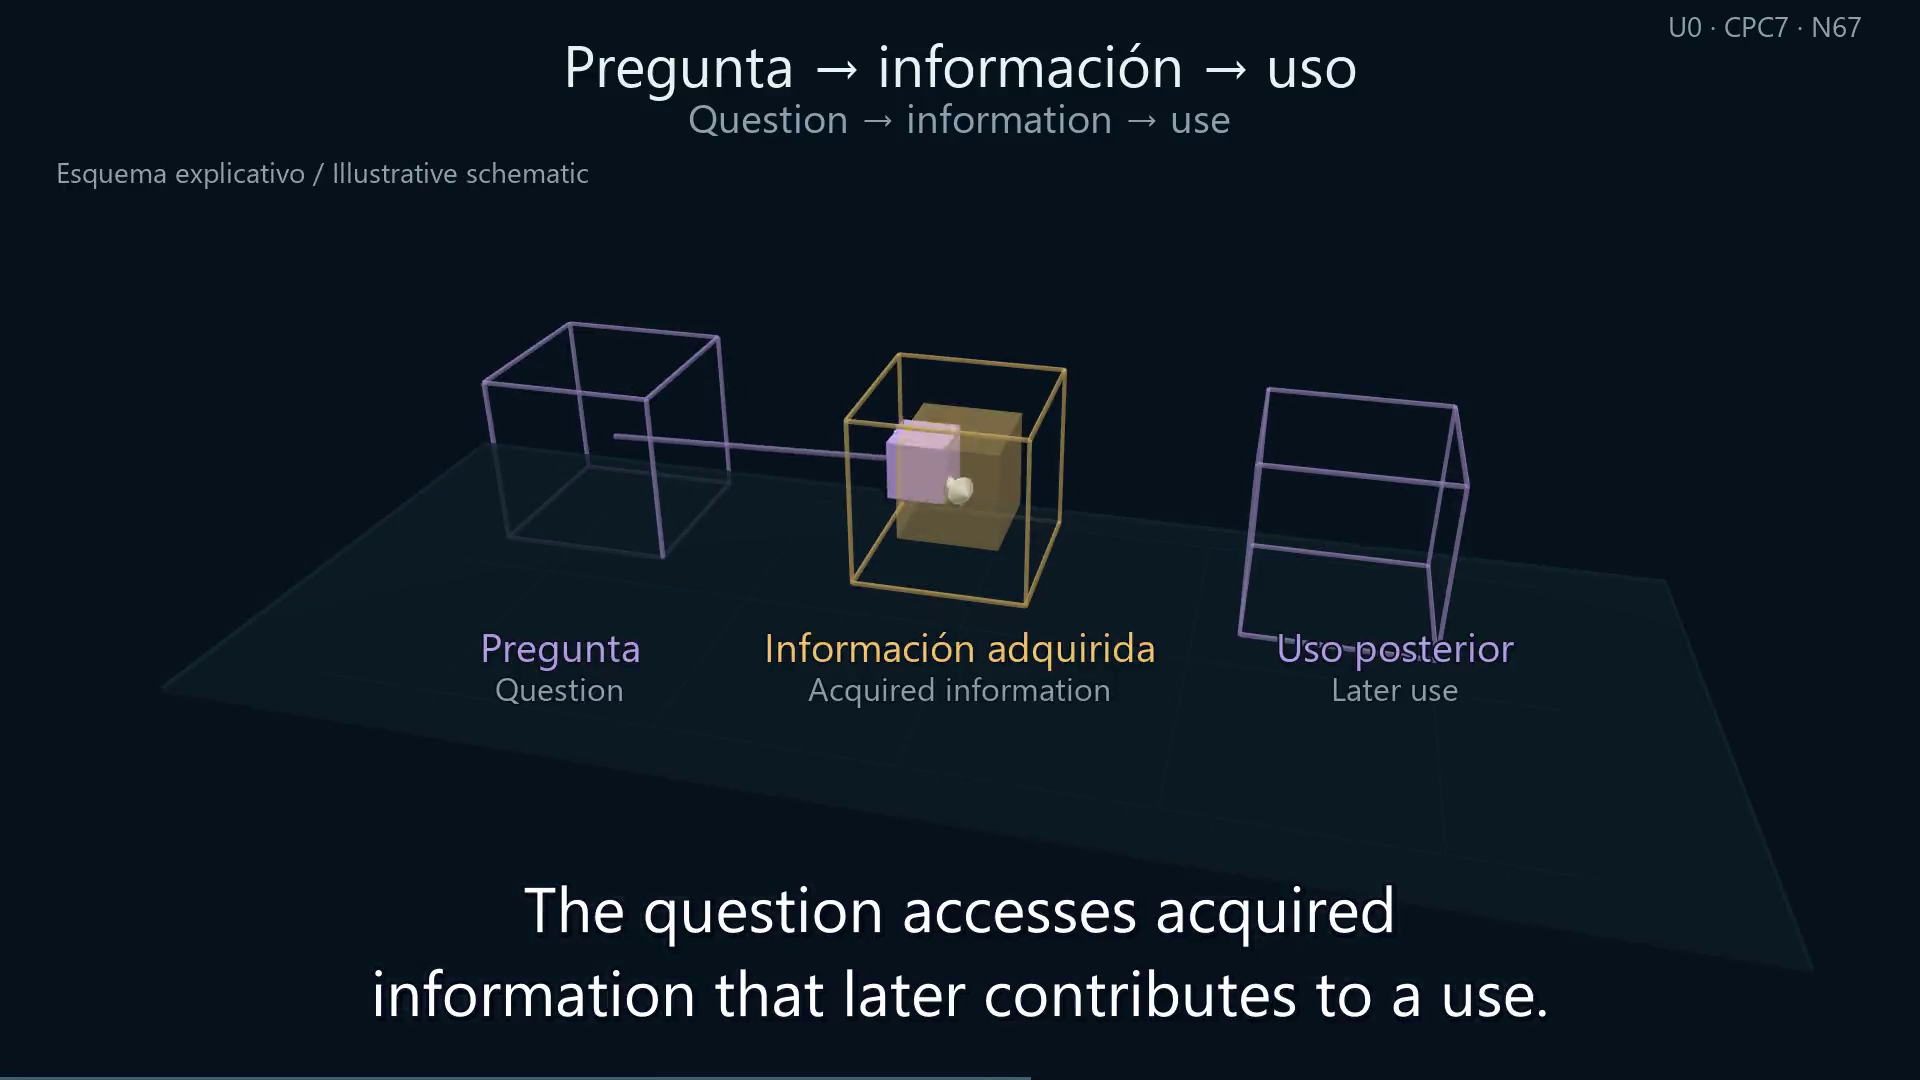 U0 · CPC7 · N67
Pregunta → información → uso
Question → information → use
Esquema explicativo / Illustrative schematic
Pregunta
Question
Información adquirida
Acquired information
Uso posterior
Later use
The question accesses acquired
information that later contributes to a use.